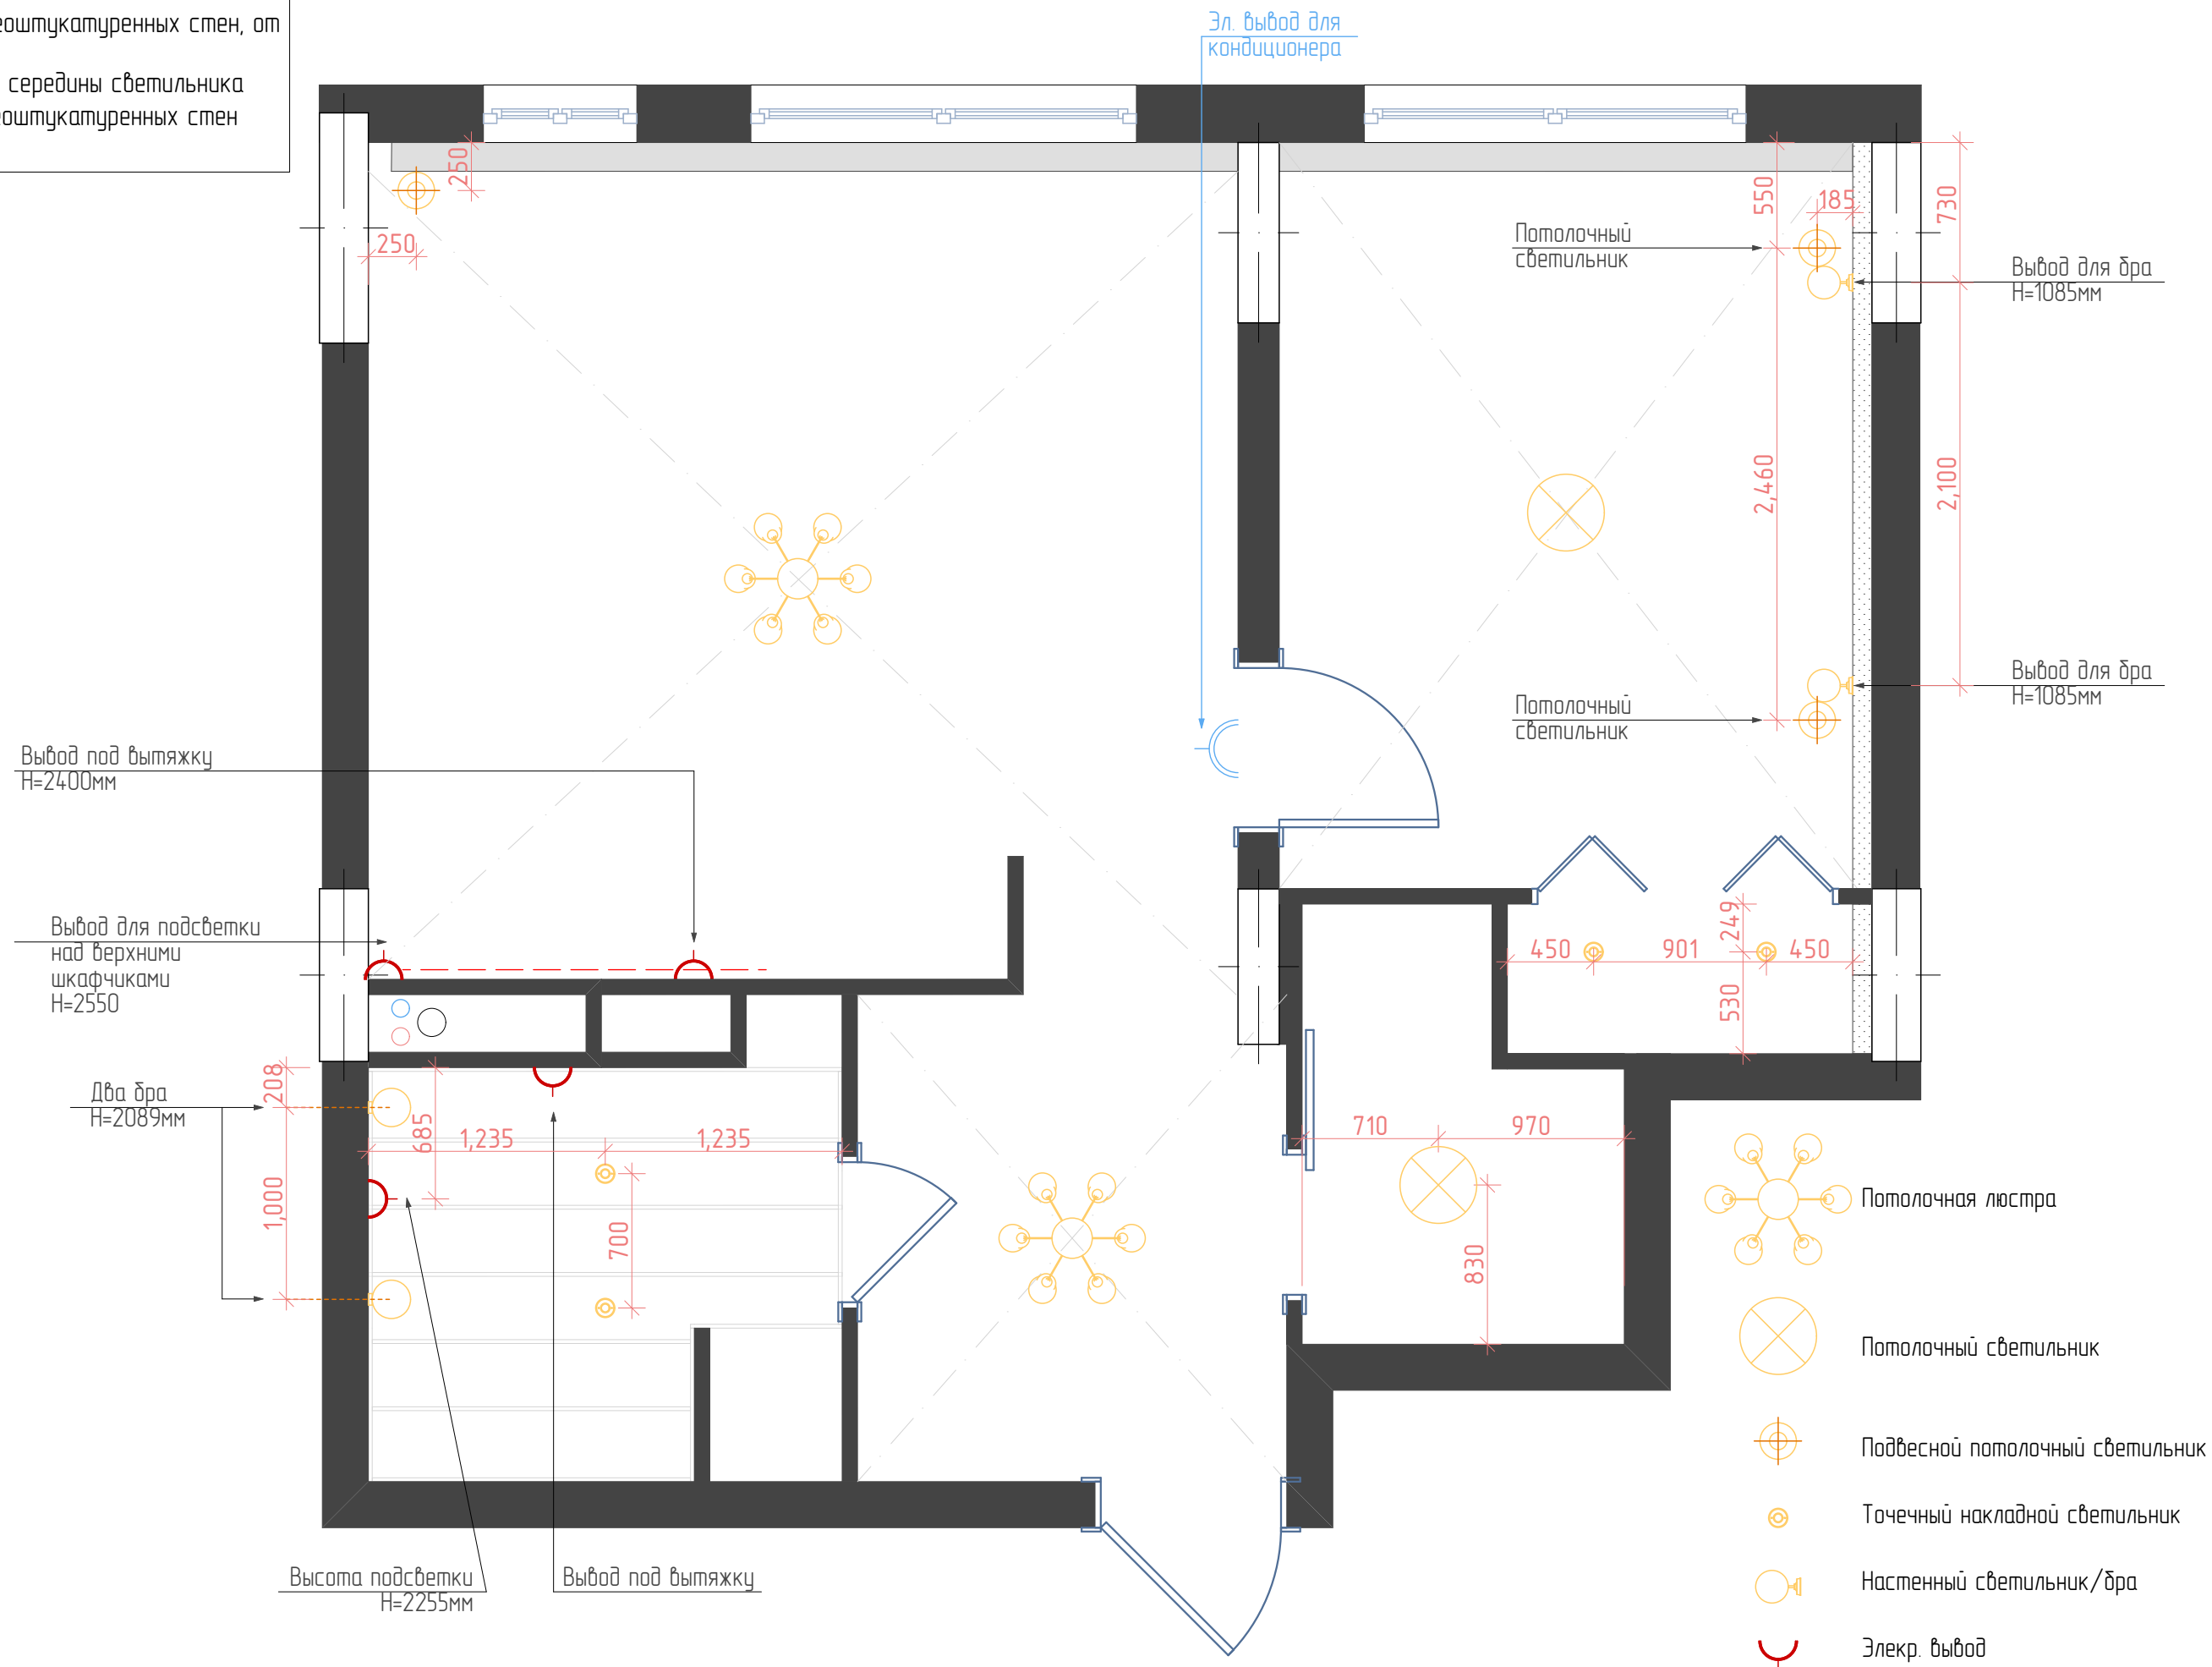 стен, от
середины светильника
стен
Эл. вывод для
кондиционера
250
250
550
185
730
Потолочный
светильник
Вывод для бра
H=1085мм
2,460
2,100
Потолочный
светильник
Вывод для бра
H=1085мм
Вывод под вытяжку
H=2400мм
Вывод для подсветки
над верхними
шкафчиками
H=2550
249
450
901
450
530
Два бра
H=2089мм
208
685
1,235
1,235
1,000
700
710
970
830
Потолочная люстра
Потолочный светильник
Подвесной потолочный светильник
Точечный накладной светильник
Настенный светильник/бра
Элекр. вывод
Высота подсветки
H=2255мм
Вывод под вытяжку